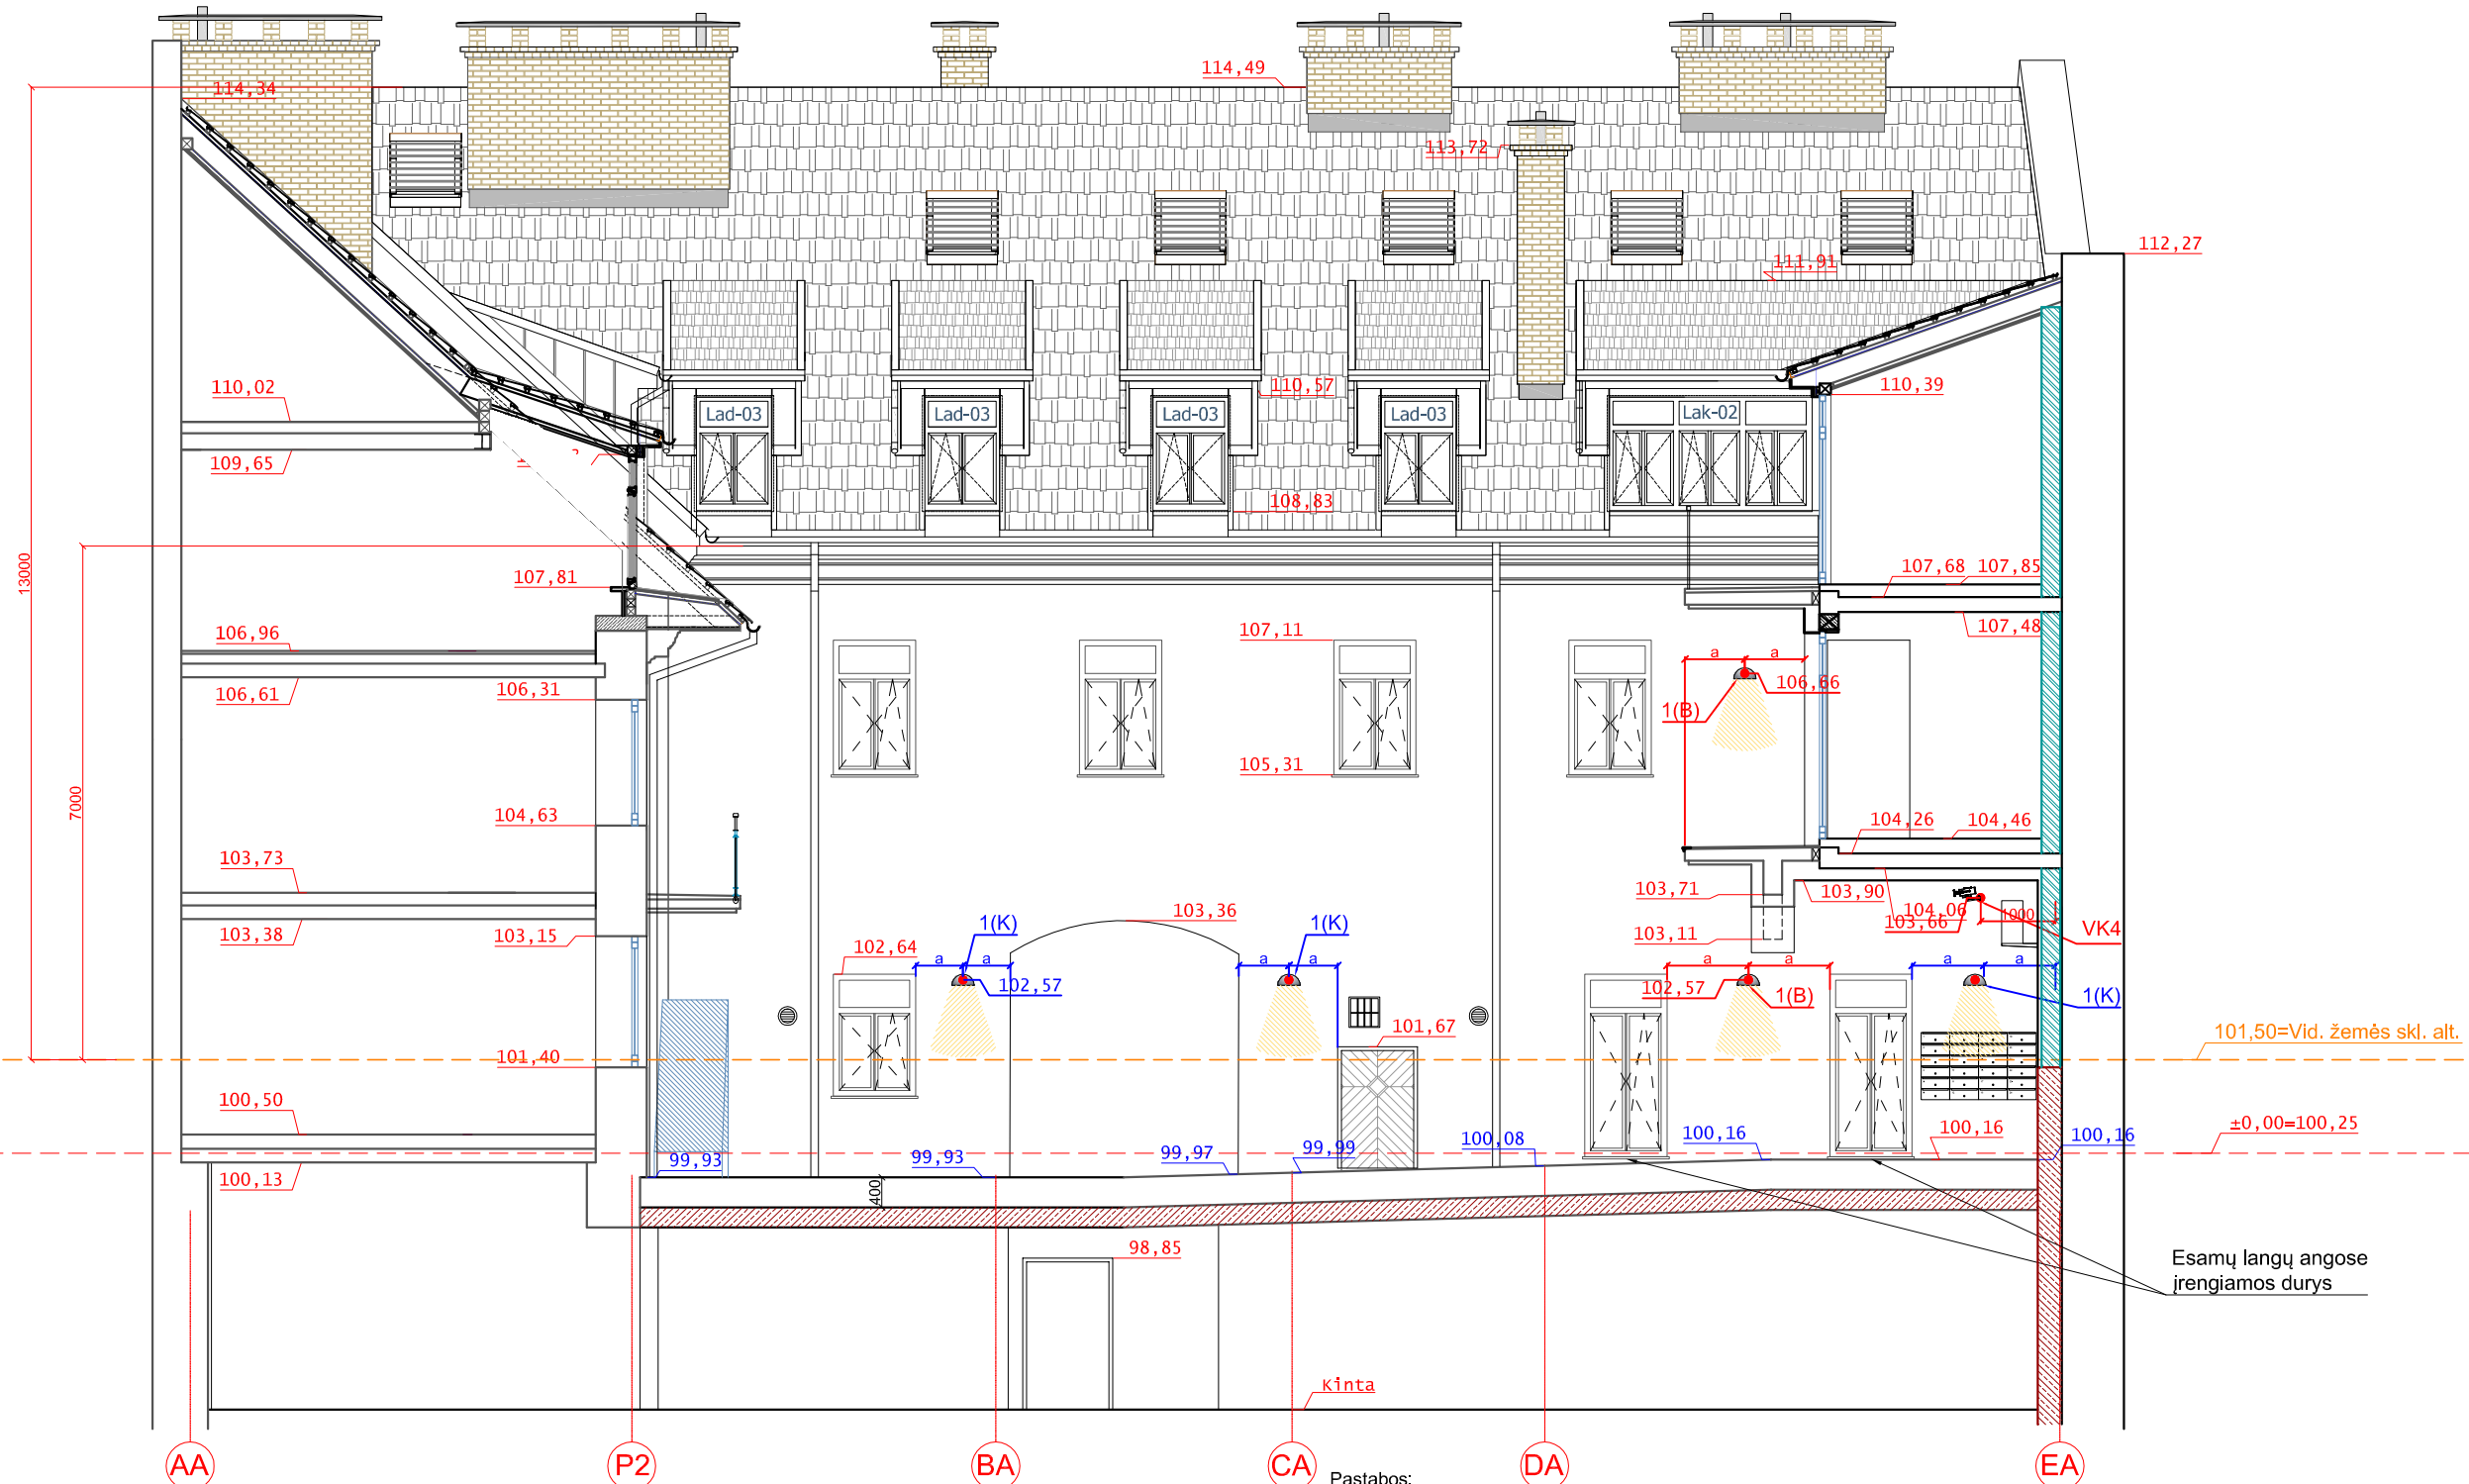 114,49
114,34
113,72
112,27
111,91
110,57
110,39
110,02
109,65
Lad-03
Lad-03
Lad-03
Lad-03
Lak-02
108,83
13000
7000
107,81
107,68
107,85
107,48
106,96
106,61
106,31
107,11
105,31
a
a
106,66
1(B)
104,63
104,26
104,46
103,73
103,38
103,15
103,36
103,71
103,90
103,11
104,06
103,66
1000
VK4
102,64
1(K)
a
a
102,57
1(K)
a
a
a
a
102,57
1(B)
a
a
1(K)
101,67
101,40
101,50=Vid. žemės skl. alt.
100,50
100,13
±0,00=100,25
99,93
99,93
99,97
99,99
100,08
100,16
100,16
100,16
400
98,85
Esamų langų angose
įrengiamos durys
Kinta
AA
P2
BA
CA
DA
EA
Pastabos: